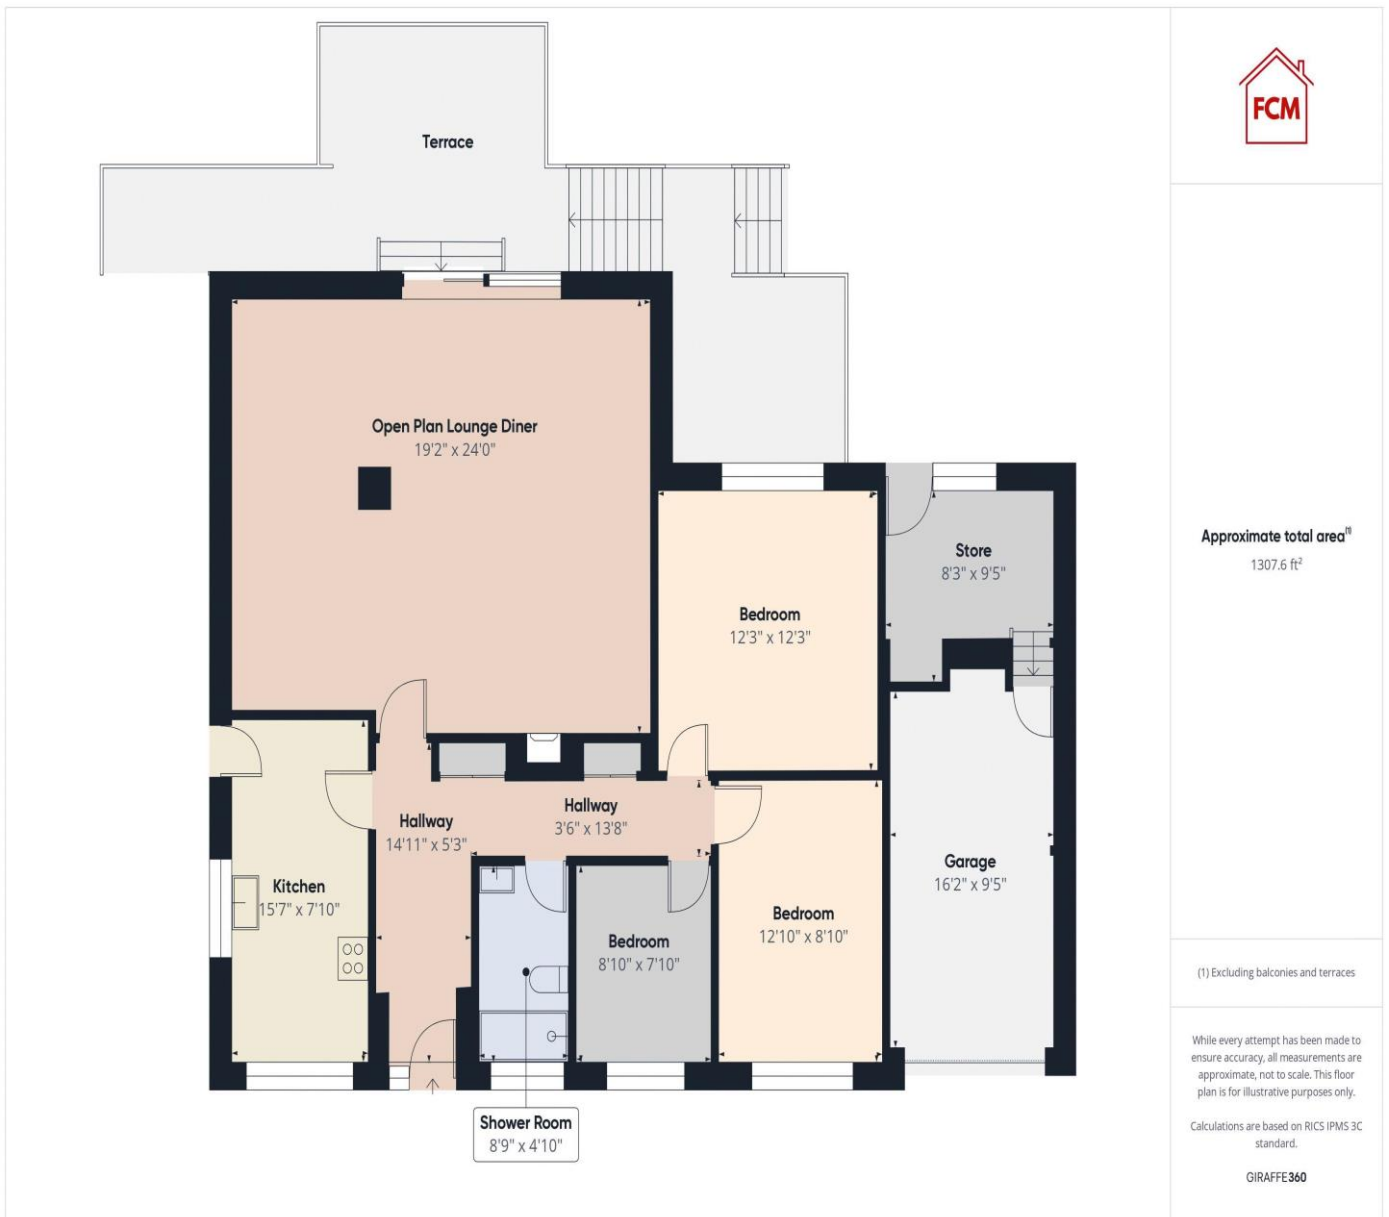 FCM
Terrace
Open Plan Lounge Diner
19'2" x 24'0"
Store
8'3" x 9'5"
Bedroom
12'3" x 12'3"
Hallway
3'6" x 13'8"
Hallway
14'11" x 5'3"
Kitchen
15'7" x 7'10"
Garage
16'2" x 9'5"
Bedroom
12'10" x 8'10"
Bedroom
8'10" x 7'10"
Shower Room
8'9" x 4'10"
Approximate total area(1)
1307.6 ft²
(1) Excluding balconies and terraces
While every attempt has been made to
ensure accuracy, all measurements are
approximate, not to scale. This floor
plan is for illustrative purposes only.
Calculations are based on RICS IPMS 3C
standard.
GIRAFFE360